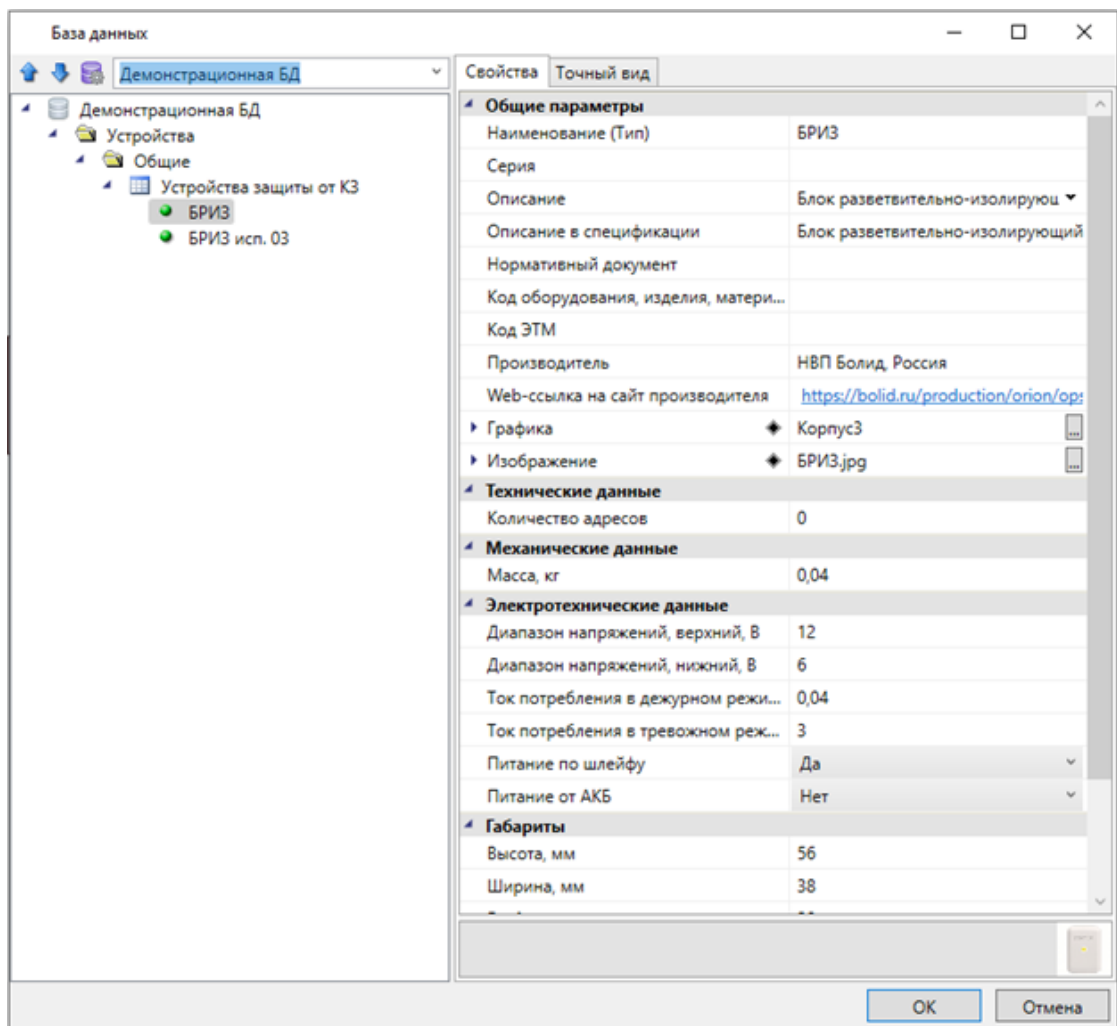 База данных
Демонстрационная БД
Демонстрационная БД
Устройства
Общие
Устройства защиты от КЗ
БРИЗ
БРИЗ исп. 03
Свойства Точный вид
Общие параметры
Наименование (Тип) БРИЗ
Серия
Описание Блок разветвительно-изолирующ
Описание в спецификации Блок разветвительно-изолирующий
Нормативный документ
Код оборудования, изделия, матери...
Код ЭТМ
Производитель НВП Болид, Россия
Web-ссылка на сайт производителя https://bolid.ru/production/orion/ops
Графика Корпус3 ...
Изображение БРИЗ.jpg ...
Технические данные
Количество адресов 0
Механические данные
Масса, кг 0,04
Электротехнические данные
Диапазон напряжений, верхний, В 12
Диапазон напряжений, нижний, В 6
Ток потребления в дежурном режи... 0,04
Ток потребления в тревожном реж... 3
Питание по шлейфу Да
Питание от АКБ Нет
Габариты
Высота, мм 56
Ширина, мм 38
OK Отмена